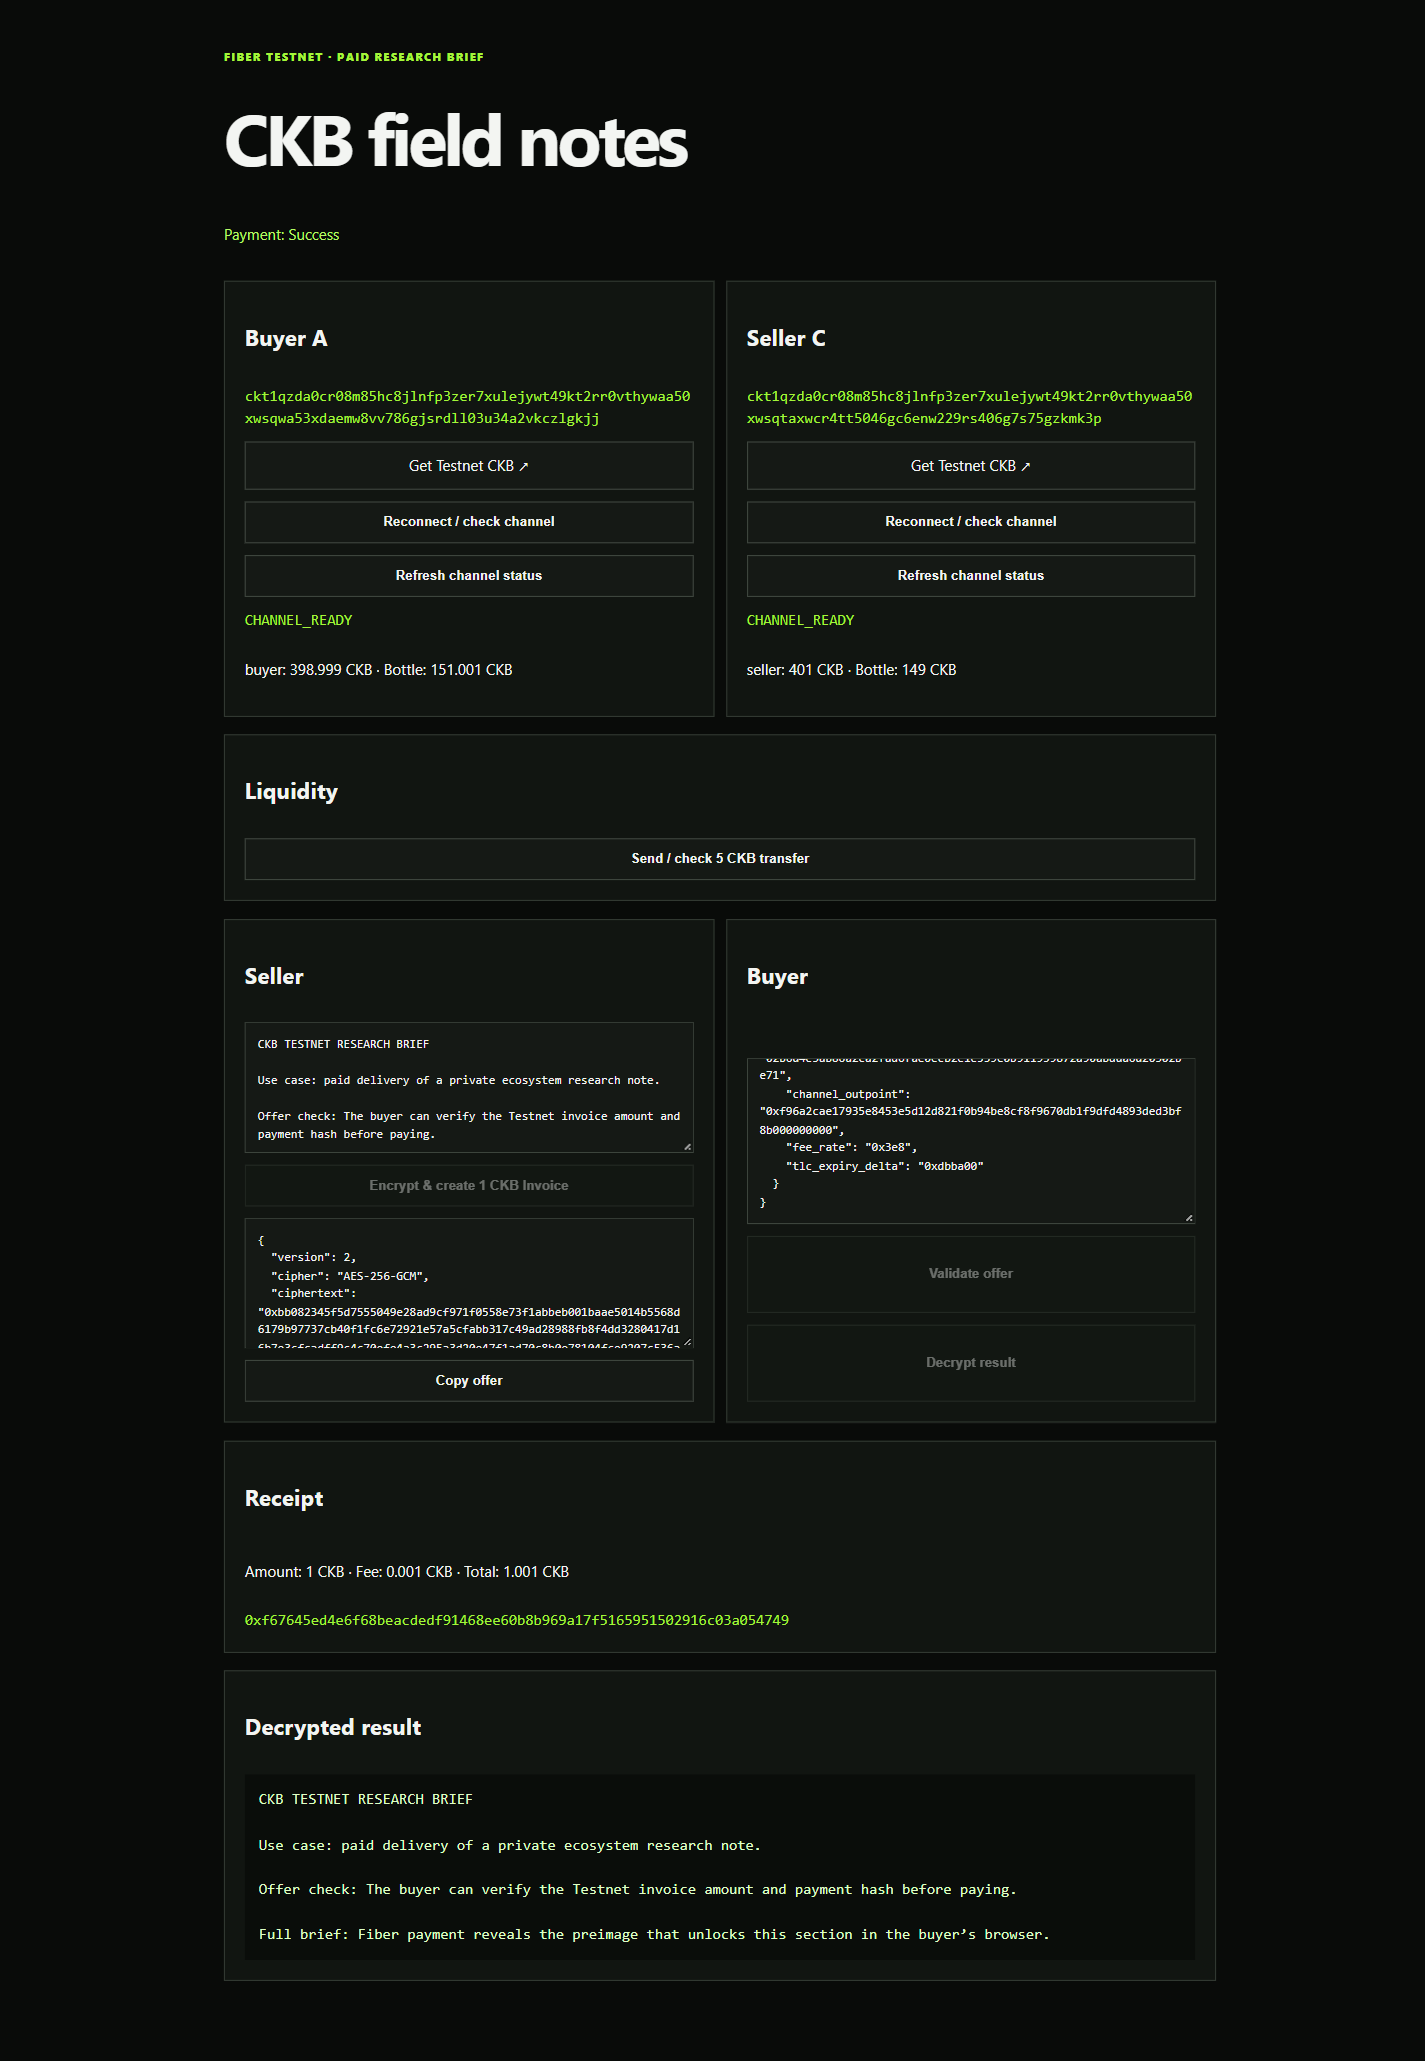 FIBER TESTNET · PAID RESEARCH BRIEF
CKB field notes
Payment: Success
Buyer A
ckt1qzda0cr08m85hc8jlnfp3zer7xulejywt49kt2rr0vthywaa50
xwsqwa53xdaemw8vv786gjsrdll03u34a2vkczlgkjj
Get Testnet CKB ↗
Reconnect / check channel
Refresh channel status
CHANNEL_READY
buyer: 398.999 CKB · Bottle: 151.001 CKB
Seller C
ckt1qzda0cr08m85hc8jlnfp3zer7xulejywt49kt2rr0vthywaa50
xwsqtaxwcr4tt5046gc6enw229rs406g7s75gzkmk3p
Get Testnet CKB ↗
Reconnect / check channel
Refresh channel status
CHANNEL_READY
seller: 401 CKB · Bottle: 149 CKB
Liquidity
Send / check 5 CKB transfer
Seller
CKB TESTNET RESEARCH BRIEF
Use case: paid delivery of a private ecosystem research note.
Offer check: The buyer can verify the Testnet invoice amount and
payment hash before paying.
Encrypt & create 1 CKB Invoice
{
"version": 2,
"cipher": "AES-256-GCM",
"ciphertext":
"0xbb082345f5d7555049e28ad9cf971f0558e73f1abbeb001baae5014b5568d
6179b97737cb40f1fc6e72921e57a5cfabb317c49ad28988fb8f4dd3280417d1
Copy offer
Buyer
e71",
"channel_outpoint":
"0xf96a2cae17935e8453e5d12d821f0b94be8cf8f9670db1f9dfd4893ded3bf
8b000000000",
"fee_rate": "0x3e8",
"tlc_expiry_delta": "0xdbba00"
}
}
Validate offer
Decrypt result
Receipt
Amount: 1 CKB · Fee: 0.001 CKB · Total: 1.001 CKB
0xf67645ed4e6f68beacdedf91468ee60b8b969a17f5165951502916c03a054749
Decrypted result
CKB TESTNET RESEARCH BRIEF
Use case: paid delivery of a private ecosystem research note.
Offer check: The buyer can verify the Testnet invoice amount and payment hash before paying.
Full brief: Fiber payment reveals the preimage that unlocks this section in the buyer’s browser.